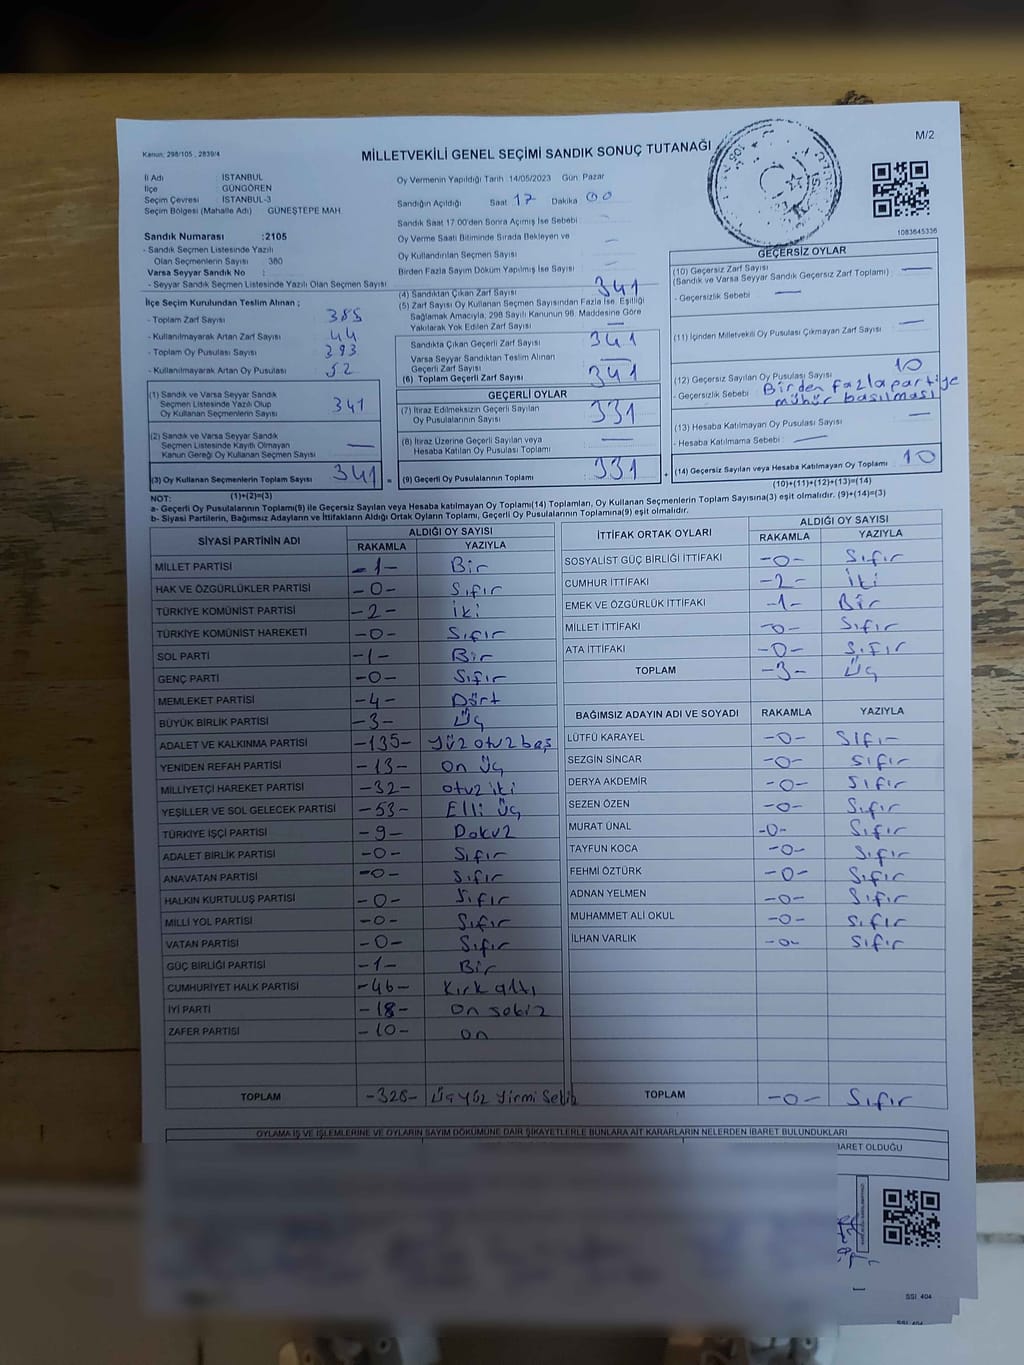 Kanun; 298/105 , 2839/4
MİLLETVEKİLİ GENEL SEÇİMİ SANDIK SONUÇ TUTANAĞI
M/2
İl Adı : İSTANBUL
İlçe : GÜNGÖREN
Seçim Çevresi : İSTANBUL-3
Seçim Bölgesi (Mahalle Adı) GÜNEŞTEPE MAH
Sandık Numarası :2105
- Sandık Seçmen Listesinde Yazılı
Olan Seçmenlerin Sayısı 380
Varsa Seyyar Sandık No :
- Seyyar Sandık Seçmen Listesinde Yazılı Olan Seçmen Sayısı :
İlçe Seçim Kurulundan Teslim Alınan ;
- Toplam Zarf Sayısı 385
- Kullanılmayarak Artan Zarf Sayısı 44
- Toplam Oy Pusulası Sayısı 393
- Kullanılmayarak Artan Oy Pusulası 52
(1) Sandık ve Varsa Seyyar Sandık
Seçmen Listesinde Yazılı Olup
Oy Kullanan Seçmenlerin Sayısı 341
(2) Sandık ve Varsa Seyyar Sandık
Seçmen Listesinde Kayıtlı Olmayan
Kanun Gereği Oy Kullanan Seçmen Sayısı —
(3) Oy Kullanan Seçmenlerin Toplam Sayısı 341
(1)+(2)=(3)
Oy Vermenin Yapıldığı Tarih 14/05/2023 Gün: Pazar
Sandığın Açıldığı Saat 17 Dakika 00
Sandık Saat 17.00'den Sonra Açılmış İse Sebebi
Oy Verme Saati Bitiminde Sırada Bekleyen ve
Oy Kullandırılan Seçmen Sayısı —
Birden Fazla Sayım Döküm Yapılmış İse Sayısı —
(4) Sandıktan Çıkan Zarf Sayısı 341
(5) Zarf Sayısı Oy Kullanan Seçmen Sayısından Fazla İse, Eşitliği
Sağlamak Amacıyla; 298 Sayılı Kanunun 98. Maddesine Göre
Yakılarak Yok Edilen Zarf Sayısı —
Sandıkta Çıkan Geçerli Zarf Sayısı 341
Varsa Seyyar Sandıktan Teslim Alınan
Geçerli Zarf Sayısı —
(6) Toplam Geçerli Zarf Sayısı 341
GEÇERLİ OYLAR
(7) İtiraz Edilmeksizin Geçerli Sayılan
Oy Pusulalarının Sayısı 331
(8) İtiraz Üzerine Geçerli Sayılan veya
Hesaba Katılan Oy Pusulası Toplamı —
(9) Geçerli Oy Pusulalarının Toplamı 331
1083645336
GEÇERSİZ OYLAR
(10) Geçersiz Zarf Sayısı —
(Sandık ve Varsa Seyyar Sandık Geçersiz Zarf Toplamı)
- Geçersizlik Sebebi —
(11) İçinden Milletvekili Oy Pusulası Çıkmayan Zarf Sayısı —
(12) Geçersiz Sayılan Oy Pusulası Sayısı 10
- Geçersizlik Sebebi Birden fazla partiye
mühür basılması
(13) Hesaba Katılmayan Oy Pusulası Sayısı —
- Hesaba Katılmama Sebebi —
(14) Geçersiz Sayılan veya Hesaba Katılmayan Oy Toplamı 10
(10)+(11)+(12)+(13)=(14)
NOT:
a- Geçerli Oy Pusulalarının Toplamı(9) ile Geçersiz Sayılan veya Hesaba katılmayan Oy Toplamı(14) Toplamları, Oy Kullanan Seçmenlerin Toplam Sayısına(3) eşit olmalıdır. (9)+(14)=(3)
b- Siyasi Partilerin, Bağımsız Adayların ve İttifakların Aldığı Ortak Oyların Toplamı, Geçerli Oy Pusulalarının Toplamına(9) eşit olmalıdır.
SİYASİ PARTİNİN ADI ALDIĞI OY SAYISI
RAKAMLA YAZIYLA
MİLLET PARTİSİ -1- Bir
HAK VE ÖZGÜRLÜKLER PARTİSİ -0- Sıfır
TÜRKİYE KOMÜNİST PARTİSİ -2- iki
TÜRKİYE KOMÜNİST HAREKETİ -0- Sıfır
SOL PARTİ -1- Bir
GENÇ PARTİ -0- Sıfır
MEMLEKET PARTİSİ -4- Dört
BÜYÜK BİRLİK PARTİSİ -3- Üç
ADALET VE KALKINMA PARTİSİ -135- Yüz otuz beş
YENİDEN REFAH PARTİSİ -13- On üç
MİLLİYETÇİ HAREKET PARTİSİ -32- otuz iki
YEŞİLLER VE SOL GELECEK PARTİSİ -53- Elli üç
TÜRKİYE İŞÇİ PARTİSİ -9- Dokuz
ADALET BİRLİK PARTİSİ -0- Sıfır
ANAVATAN PARTİSİ -0- Sıfır
HALKIN KURTULUŞ PARTİSİ -0- Sıfır
MİLLİ YOL PARTİSİ -0- Sıfır
VATAN PARTİSİ -0- Sıfır
GÜÇ BİRLİĞİ PARTİSİ -1- Bir
CUMHURİYET HALK PARTİSİ -46- Kırk altı
İYİ PARTİ -18- On sekiz
ZAFER PARTİSİ -10- on
TOPLAM -328- Üçyüz Yirmi Sekiz
İTTİFAK ORTAK OYLARI ALDIĞI OY SAYISI
RAKAMLA YAZIYLA
SOSYALİST GÜÇ BİRLİĞİ İTTİFAKI -0- Sıfır
CUMHUR İTTİFAKI -2- İki
EMEK VE ÖZGÜRLÜK İTTİFAKI -1- Bir
MİLLET İTTİFAKI -0- Sıfır
ATA İTTİFAKI -0- Sıfır
TOPLAM -3- Üç
BAĞIMSIZ ADAYIN ADI VE SOYADI RAKAMLA YAZIYLA
LÜTFÜ KARAYEL -0- Sıfır
SEZGİN SİNCAR -0- Sıfır
DERYA AKDEMİR -0- Sıfır
SEZEN ÖZEN -0- Sıfır
MURAT ÜNAL -0- Sıfır
TAYFUN KOCA -0- Sıfır
FEHMİ ÖZTÜRK -0- Sıfır
ADNAN YELMEN -0- Sıfır
MUHAMMET ALİ OKUL -0- Sıfır
İLHAN VARLIK -0- Sıfır
TOPLAM -0- Sıfır
OYLAMA İŞ VE İŞLEMLERİNE VE OYLARIN SAYIM DÖKÜMÜNE DAİR ŞİKAYETLERLE BUNLARA AİT KARARLARIN NELERDEN İBARET BULUNDUKLARI
BARET OLDUĞU
SSI 404
SSI 404